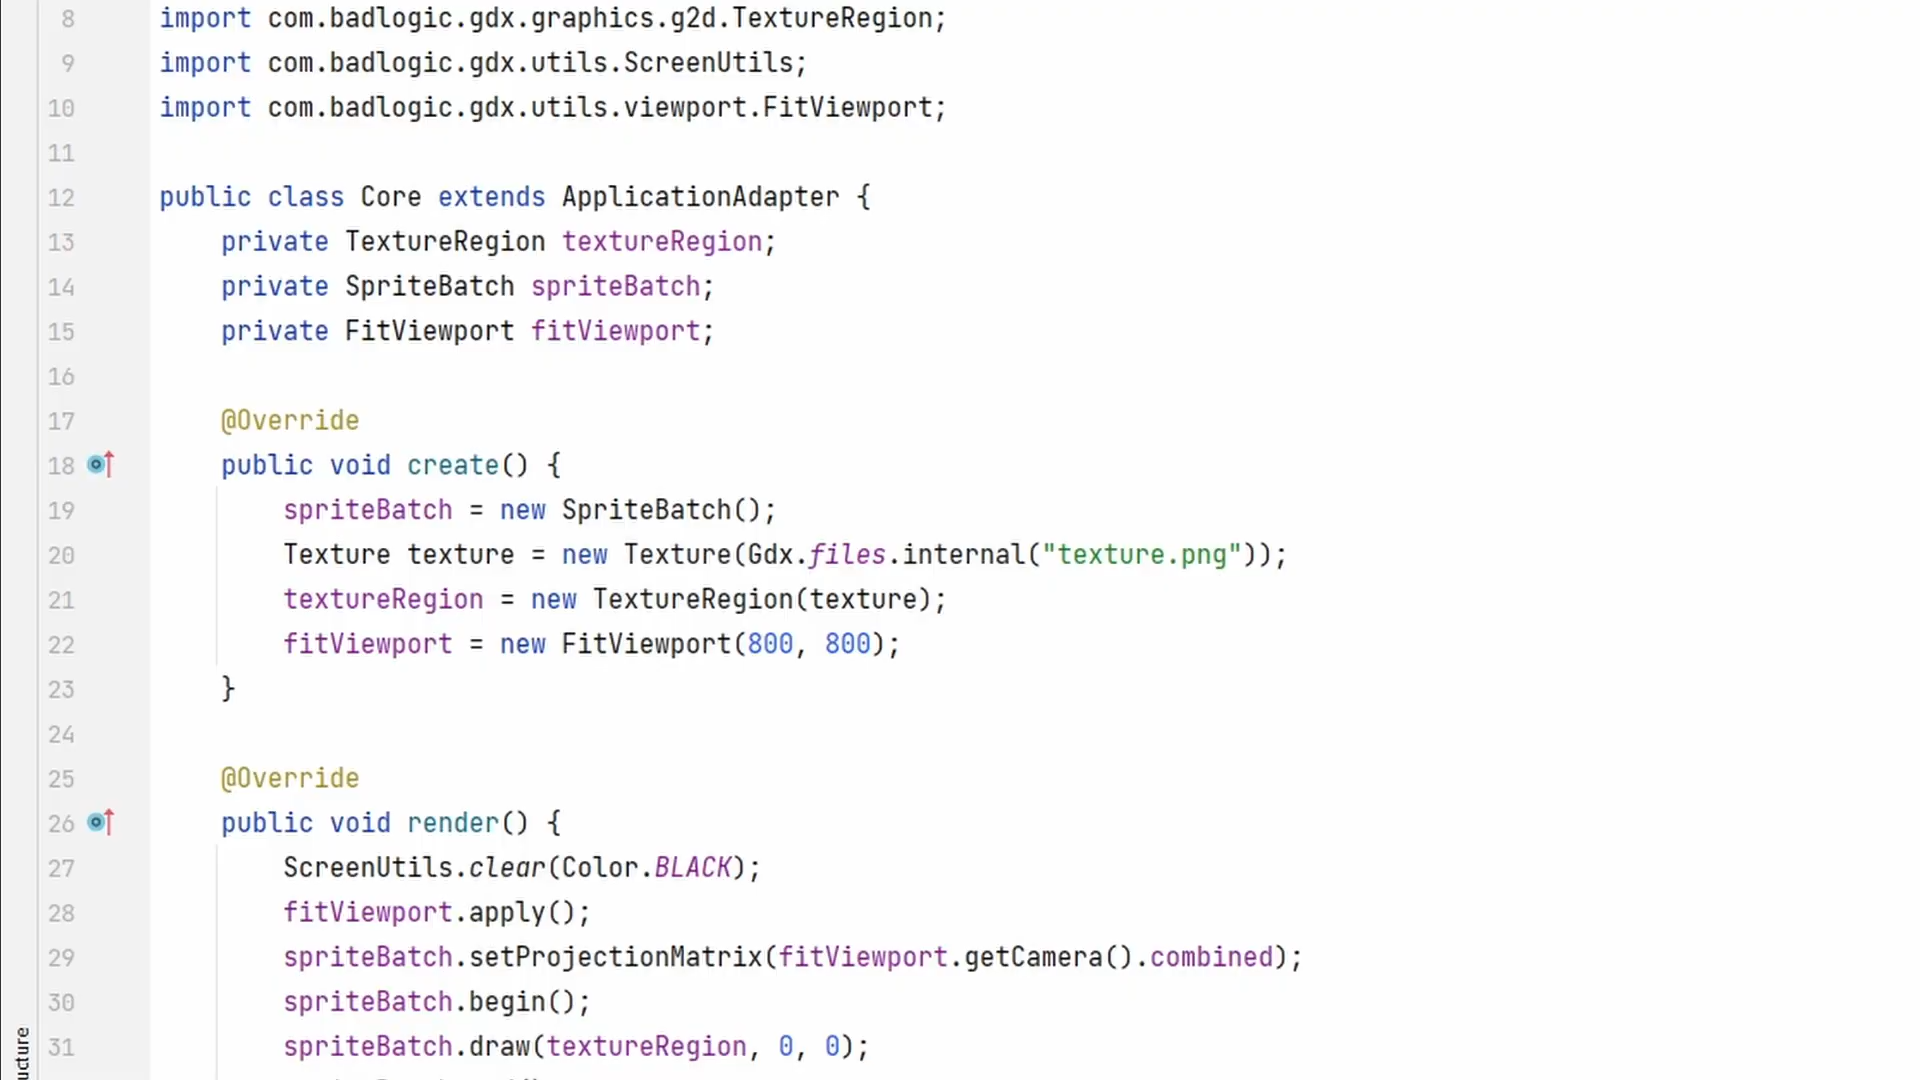 8 import com.badlogic.gdx.graphics.g2d.TextureRegion;
9 import com.badlogic.gdx.utils.ScreenUtils;
10 import com.badlogic.gdx.utils.viewport.FitViewport;
11
12 public class Core extends ApplicationAdapter {
13     private TextureRegion textureRegion;
14     private SpriteBatch spriteBatch;
15     private FitViewport fitViewport;
16
17     @Override
18     public void create() {
19         spriteBatch = new SpriteBatch();
20         Texture texture = new Texture(Gdx.files.internal("texture.png"));
21         textureRegion = new TextureRegion(texture);
22         fitViewport = new FitViewport(800, 800);
23     }
24
25     @Override
26     public void render() {
27         ScreenUtils.clear(Color.BLACK);
28         fitViewport.apply();
29         spriteBatch.setProjectionMatrix(fitViewport.getCamera().combined);
30         spriteBatch.begin();
31         spriteBatch.draw(textureRegion, 0, 0);
ucture